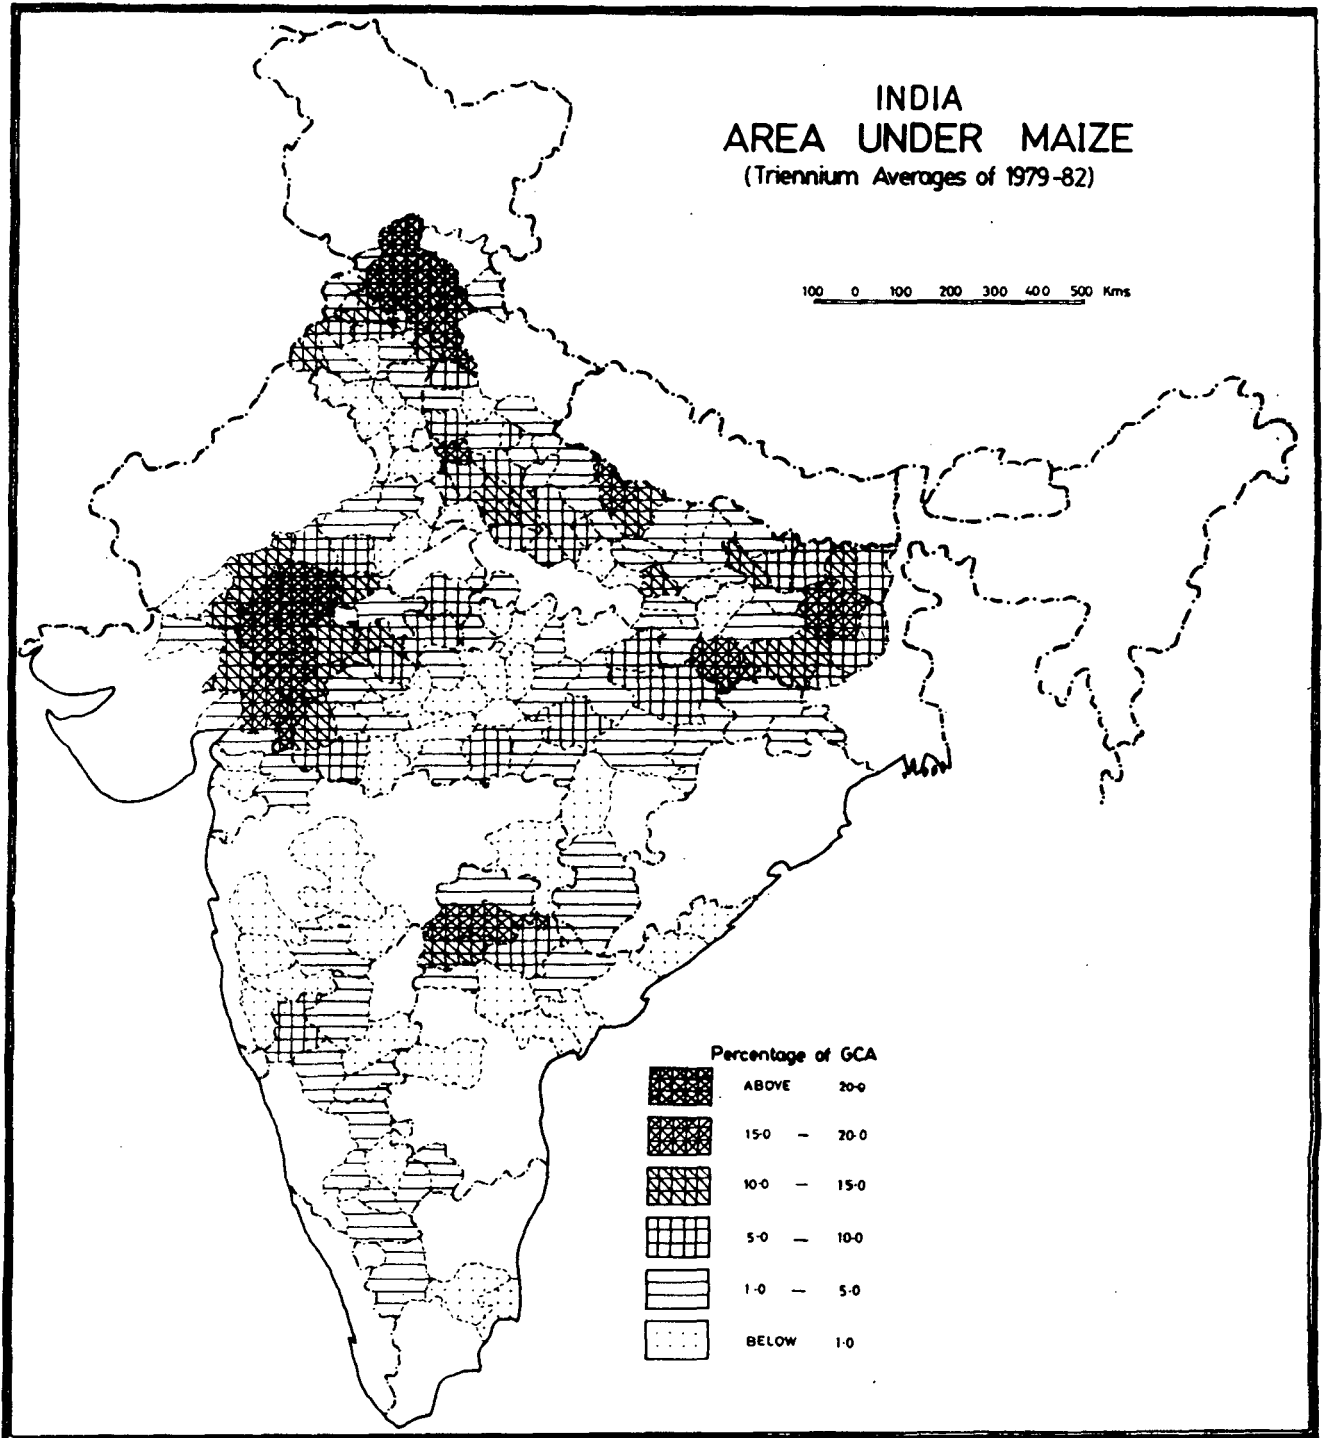 INDIA
AREA UNDER MAIZE
(Triennium Averages of 1979-82)
100 0 100 200 300 400 500 Kms
Percentage of GCA
ABOVE 20·0
15·0 — 20·0
10·0 — 15·0
5·0 — 10·0
1·0 — 5·0
BELOW 1·0